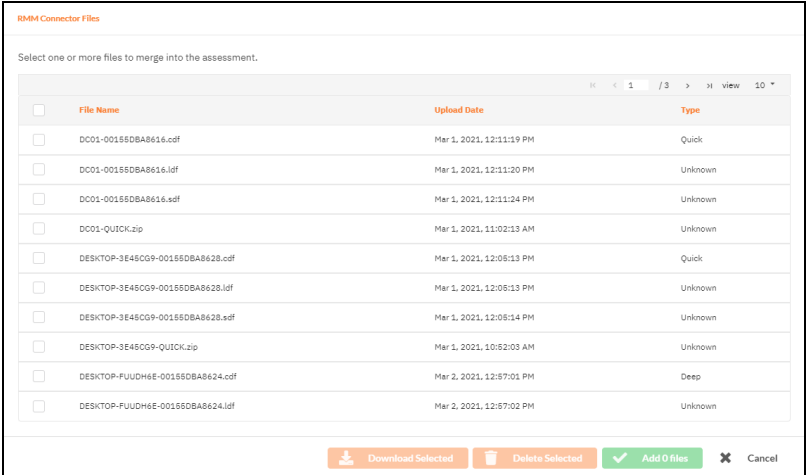 RMM Connector Files
Select one or more files to merge into the assessment.
1 / 3 view 10
File Name Upload Date Type
DC01-00155DBA8616.cdf Mar 1, 2021, 12:11:19 PM Quick
DC01-00155DBA8616.ldf Mar 1, 2021, 12:11:20 PM Unknown
DC01-00155DBA8616.sdf Mar 1, 2021, 12:11:24 PM Unknown
DC01-QUICK.zip Mar 1, 2021, 11:02:13 AM Unknown
DESKTOP-3E45CG9-00155DBA8628.cdf Mar 1, 2021, 12:05:13 PM Quick
DESKTOP-3E45CG9-00155DBA8628.ldf Mar 1, 2021, 12:05:13 PM Unknown
DESKTOP-3E45CG9-00155DBA8628.sdf Mar 1, 2021, 12:05:14 PM Unknown
DESKTOP-3E45CG9-QUICK.zip Mar 1, 2021, 10:52:03 AM Unknown
DESKTOP-FUUDH6E-00155DBA8624.cdf Mar 2, 2021, 12:57:01 PM Deep
DESKTOP-FUUDH6E-00155DBA8624.ldf Mar 2, 2021, 12:57:02 PM Unknown
Download Selected Delete Selected Add 0 files Cancel